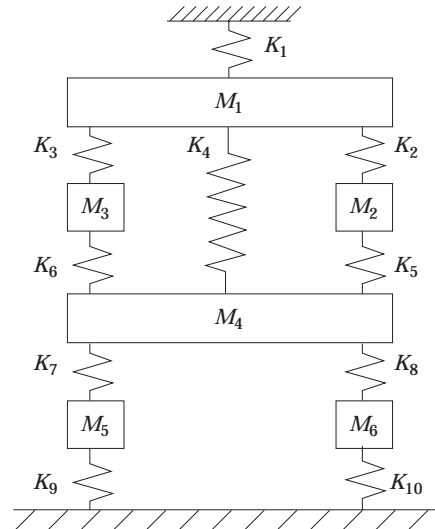 K₁
M₁
K₃ K₄ K₂
M₃ M₂
K₆ K₅
M₄
K₇ K₈
M₅ M₆
K₉ K₁₀